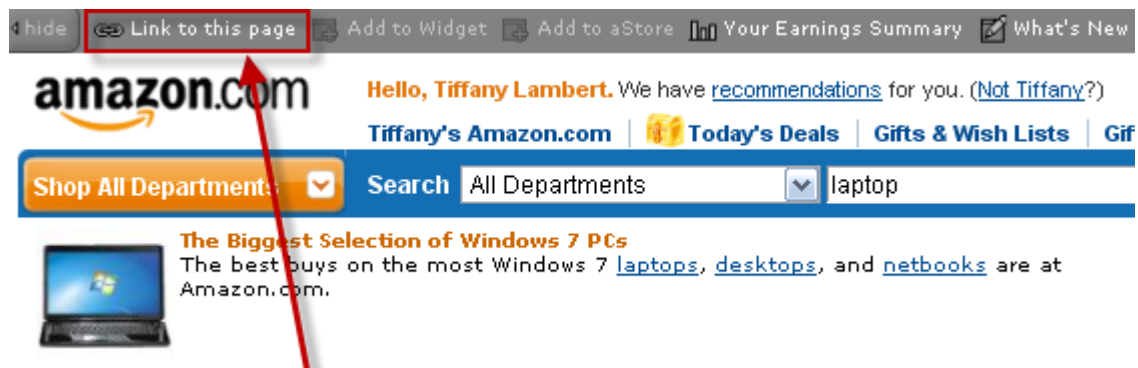 hide Link to this page Add to Widget Add to aStore Your Earnings Summary What's New
amazon.com
Hello, Tiffany Lambert. We have recommendations for you. (Not Tiffany?)
Tiffany's Amazon.com Today's Deals Gifts & Wish Lists Gif
Shop All Departments Search All Departments laptop
The Biggest Selection of Windows 7 PCs
The best buys on the most Windows 7 laptops, desktops, and netbooks are at
Amazon.com.